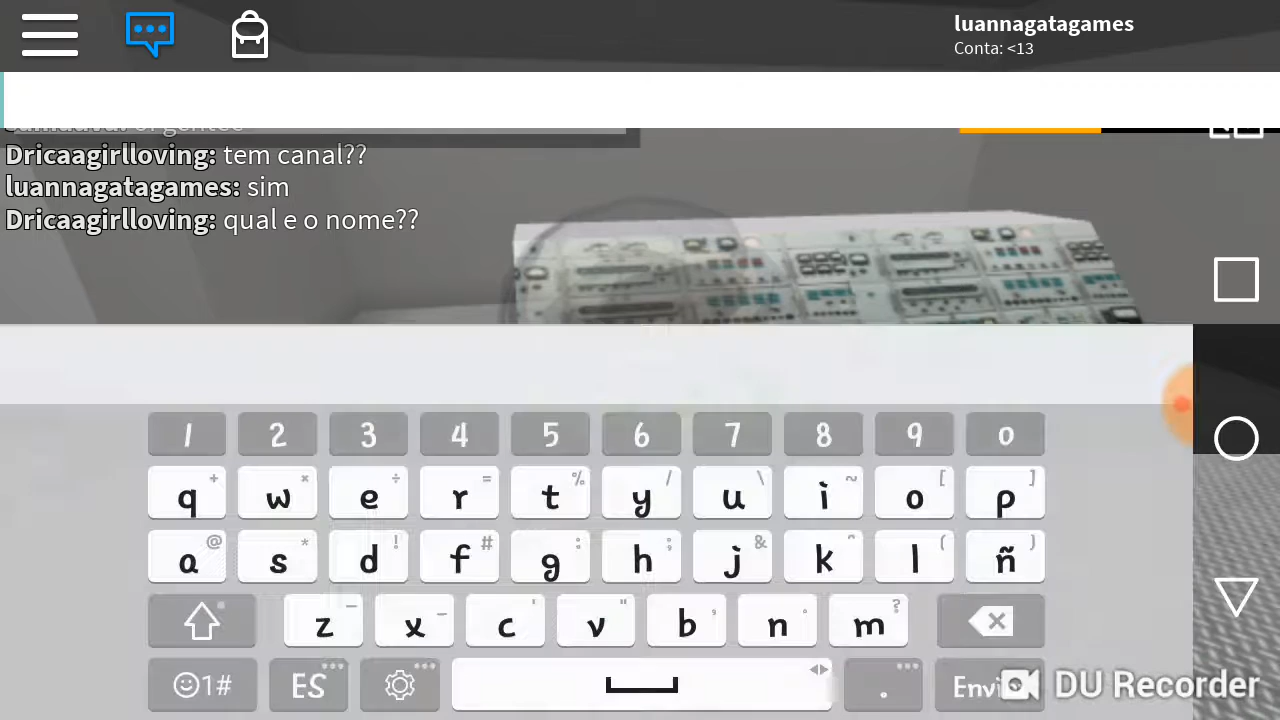 luannagatagames
Conta: <13
Dricaagirlloving: tem canal??
luannagatagames: sim
Dricaagirlloving: qual e o nome??
1 2 3 4 5 6 7 8 9 0
+ × ÷ = % / \ ~ [ ]
q w e r t y u i o p
@ * ! # : ; & ^ ( )
a s d f g h j k l ñ
z x c v b n m ?
1# ES .
DU Recorder